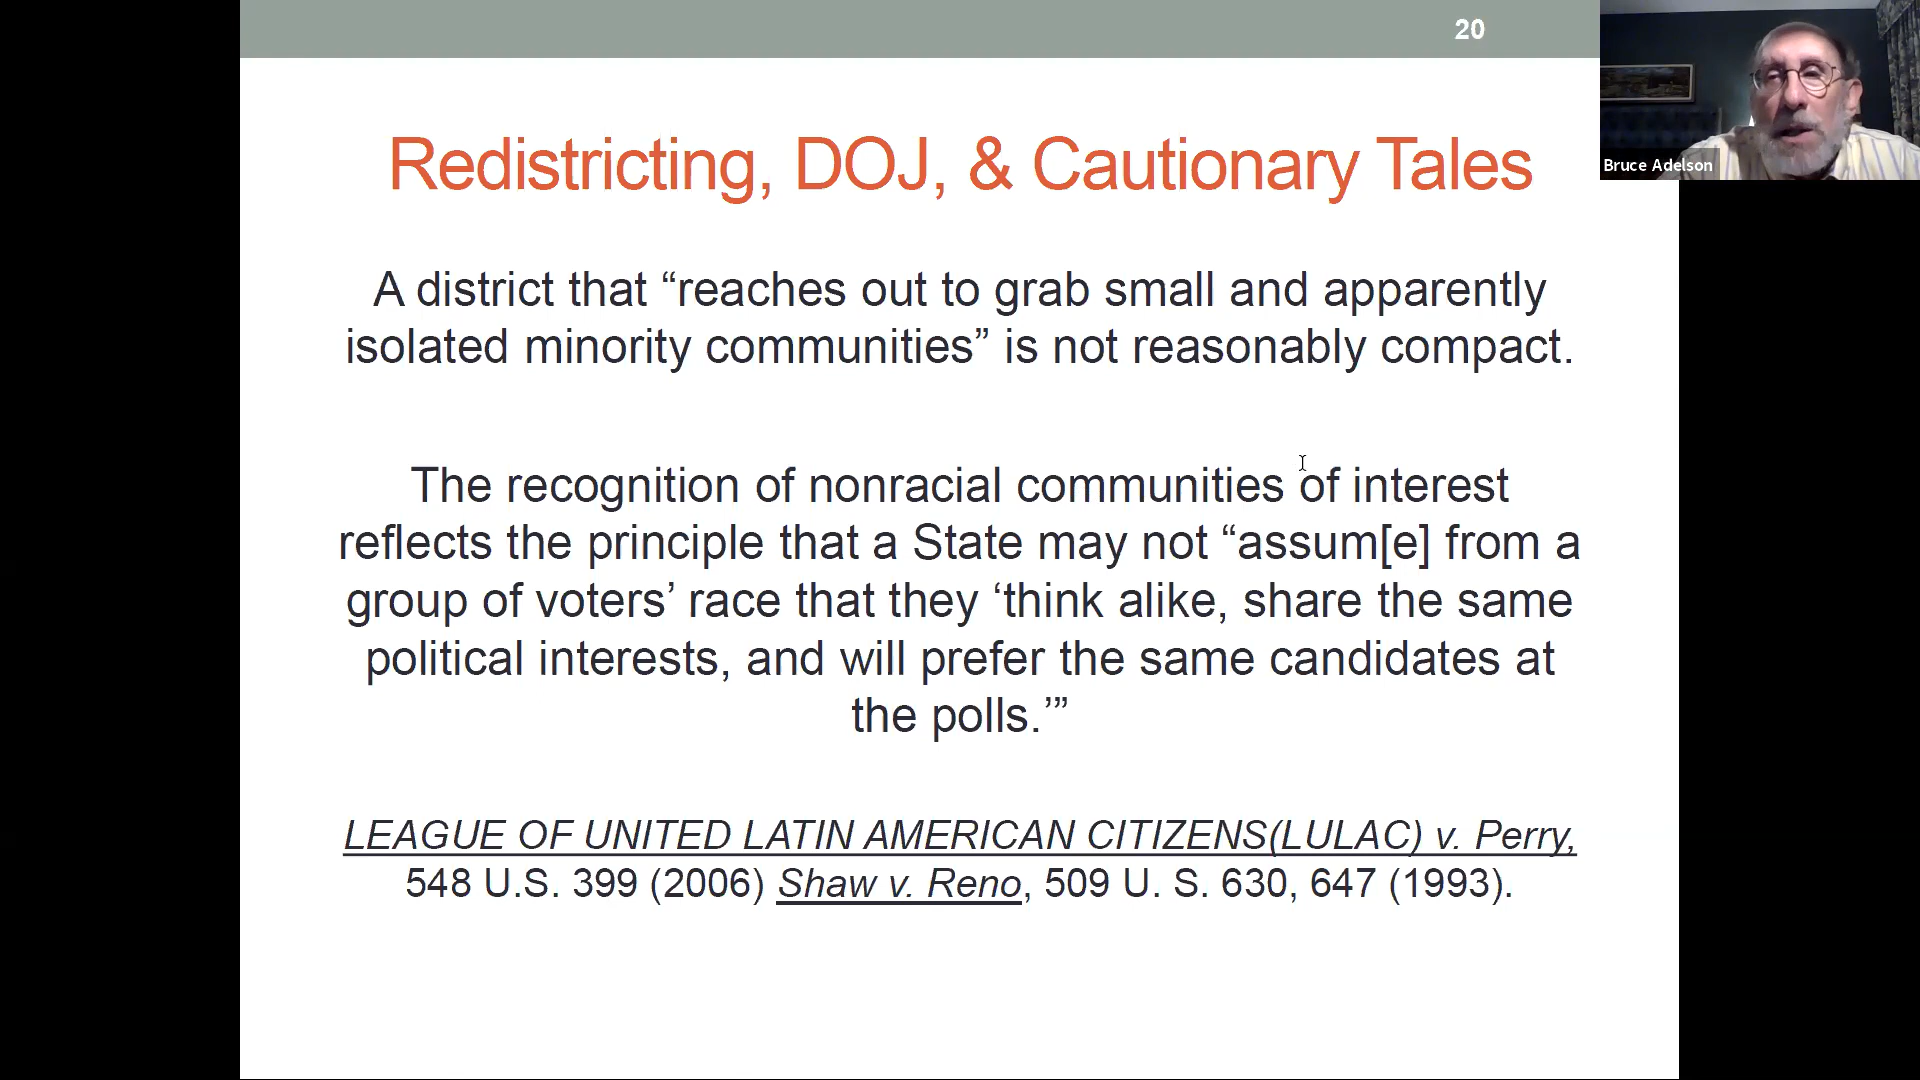 20
Bruce Adelson
Redistricting, DOJ, & Cautionary Tales
A district that “reaches out to grab small and apparently
isolated minority communities” is not reasonably compact.
The recognition of nonracial communities of interest
reflects the principle that a State may not “assum[e] from a
group of voters’ race that they ‘think alike, share the same
political interests, and will prefer the same candidates at
the polls.’”
LEAGUE OF UNITED LATIN AMERICAN CITIZENS(LULAC) v. Perry,
548 U.S. 399 (2006) Shaw v. Reno, 509 U. S. 630, 647 (1993).